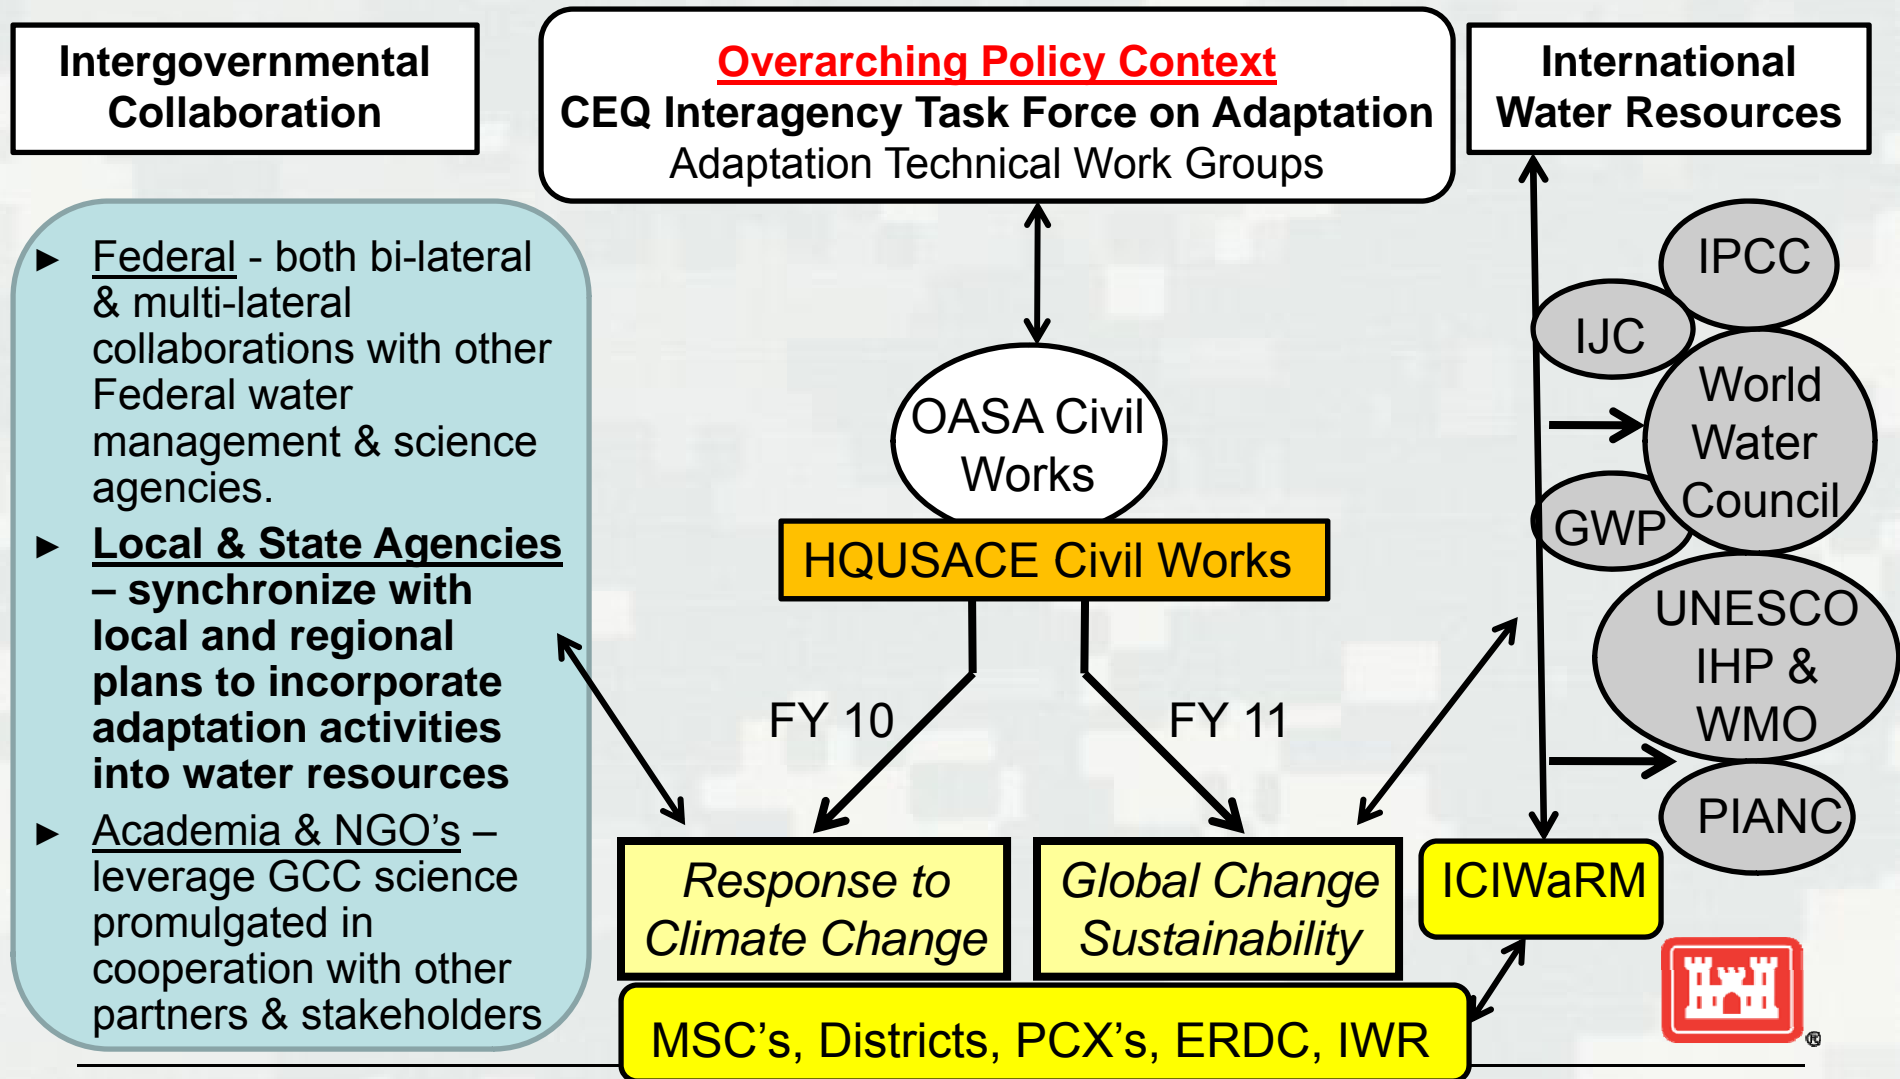 Intergovernmental
Collaboration
Overarching Policy Context
CEQ Interagency Task Force on Adaptation
Adaptation Technical Work Groups
International
Water Resources
► Federal - both bi-lateral
& multi-lateral
collaborations with other
Federal water
management & science
agencies.
► Local & State Agencies
– synchronize with
local and regional
plans to incorporate
adaptation activities
into water resources
► Academia & NGO's –
leverage GCC science
promulgated in
cooperation with other
partners & stakeholders
OASA Civil
Works
HQUSACE Civil Works
FY 10
FY 11
Response to
Climate Change
Global Change
Sustainability
MSC's, Districts, PCX's, ERDC, IWR
IPCC
IJC
World
Water
Council
GWP
UNESCO
IHP &
WMO
PIANC
ICIWaRM
®